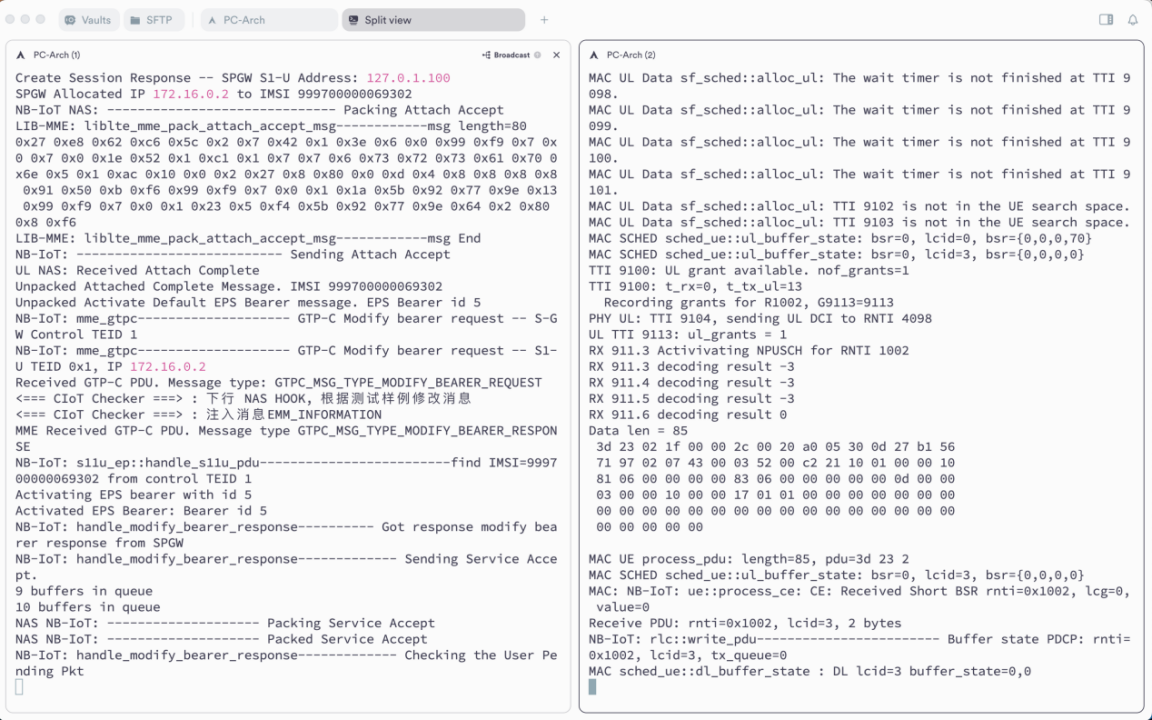 Vaults
SFTP
PC-Arch
Split view
PC-Arch (1)
Broadcast
Create Session Response -- SPGW S1-U Address: 127.0.1.100
SPGW Allocated IP 172.16.0.2 to IMSI 999700000069302
NB-IoT NAS: ------------------------------ Packing Attach Accept
LIB-MME: liblte_mme_pack_attach_accept_msg------------msg length=80
0x27 0xe8 0x62 0xc6 0x5c 0x2 0x7 0x42 0x1 0x3e 0x6 0x0 0x99 0xf9 0x7 0x
0 0x7 0x0 0x1e 0x52 0x1 0xc1 0x1 0x7 0x7 0x6 0x73 0x72 0x73 0x61 0x70 0
x6e 0x5 0x1 0xac 0x10 0x0 0x2 0x27 0x8 0x80 0x0 0xd 0x4 0x8 0x8 0x8 0x8
0x91 0x50 0xb 0xf6 0x99 0xf9 0x7 0x0 0x1 0x1a 0x5b 0x92 0x77 0x9e 0x13
0x99 0xf9 0x7 0x0 0x1 0x23 0x5 0xf4 0x5b 0x92 0x77 0x9e 0x64 0x2 0x80
0x8 0xf6
LIB-MME: liblte_mme_pack_attach_accept_msg------------msg End
NB-IoT: --------------------------- Sending Attach Accept
UL NAS: Received Attach Complete
Unpacked Attached Complete Message. IMSI 999700000069302
Unpacked Activate Default EPS Bearer message. EPS Bearer id 5
NB-IoT: mme_gtpc-------------------- GTP-C Modify bearer request -- S-G
W Control TEID 1
NB-IoT: mme_gtpc-------------------- GTP-C Modify bearer request -- S1-
U TEID 0x1, IP 172.16.0.2
Received GTP-C PDU. Message type: GTPC_MSG_TYPE_MODIFY_BEARER_REQUEST
<=== CIoT Checker ===> : 下行 NAS HOOK, 根据测试样例修改消息
<=== CIoT Checker ===> : 注入消息EMM_INFORMATION
MME Received GTP-C PDU. Message type GTPC_MSG_TYPE_MODIFY_BEARER_RESPON
SE
NB-IoT: s11u_ep::handle_s11u_pdu-------------------------find IMSI=9997
00000069302 from control TEID 1
Activating EPS bearer with id 5
Activated EPS Bearer: Bearer id 5
NB-IoT: handle_modify_bearer_response---------- Got response modify bea
rer response from SPGW
NB-IoT: handle_modify_bearer_response------------- Sending Service Acce
pt.
9 buffers in queue
10 buffers in queue
NAS NB-IoT: -------------------- Packing Service Accept
NAS NB-IoT: -------------------- Packed Service Accept
NB-IoT: handle_modify_bearer_response------------- Checking the User Pe
nding Pkt
PC-Arch (2)
MAC UL Data sf_sched::alloc_ul: The wait timer is not finished at TTI 9
098.
MAC UL Data sf_sched::alloc_ul: The wait timer is not finished at TTI 9
099.
MAC UL Data sf_sched::alloc_ul: The wait timer is not finished at TTI 9
100.
MAC UL Data sf_sched::alloc_ul: The wait timer is not finished at TTI 9
101.
MAC UL Data sf_sched::alloc_ul: TTI 9102 is not in the UE search space.
MAC UL Data sf_sched::alloc_ul: TTI 9103 is not in the UE search space.
MAC SCHED sched_ue::ul_buffer_state: bsr=0, lcid=0, bsr={0,0,0,70}
MAC SCHED sched_ue::ul_buffer_state: bsr=0, lcid=3, bsr={0,0,0,0}
TTI 9100: UL grant available. nof_grants=1
TTI 9100: t_rx=0, t_tx_ul=13
Recording grants for R1002, G9113=9113
PHY UL: TTI 9104, sending UL DCI to RNTI 4098
UL TTI 9113: ul_grants = 1
RX 911.3 Activivating NPUSCH for RNTI 1002
RX 911.3 decoding result -3
RX 911.4 decoding result -3
RX 911.5 decoding result -3
RX 911.6 decoding result 0
Data len = 85
3d 23 02 1f 00 00 2c 00 20 a0 05 30 0d 27 b1 56
71 97 02 07 43 00 03 52 00 c2 21 10 01 00 00 10
81 06 00 00 00 00 83 06 00 00 00 00 00 0d 00 00
03 00 00 10 00 00 17 01 01 00 00 00 00 00 00 00
00 00 00 00 00 00 00 00 00 00 00 00 00 00 00 00
00 00 00 00 00
MAC UE process_pdu: length=85, pdu=3d 23 2
MAC SCHED sched_ue::ul_buffer_state: bsr=0, lcid=3, bsr={0,0,0,0}
MAC: NB-IoT: ue::process_ce: CE: Received Short BSR rnti=0x1002, lcg=0,
value=0
Receive PDU: rnti=0x1002, lcid=3, 2 bytes
NB-IoT: rlc::write_pdu------------------------ Buffer state PDCP: rnti=
0x1002, lcid=3, tx_queue=0
MAC sched_ue::dl_buffer_state : DL lcid=3 buffer_state=0,0